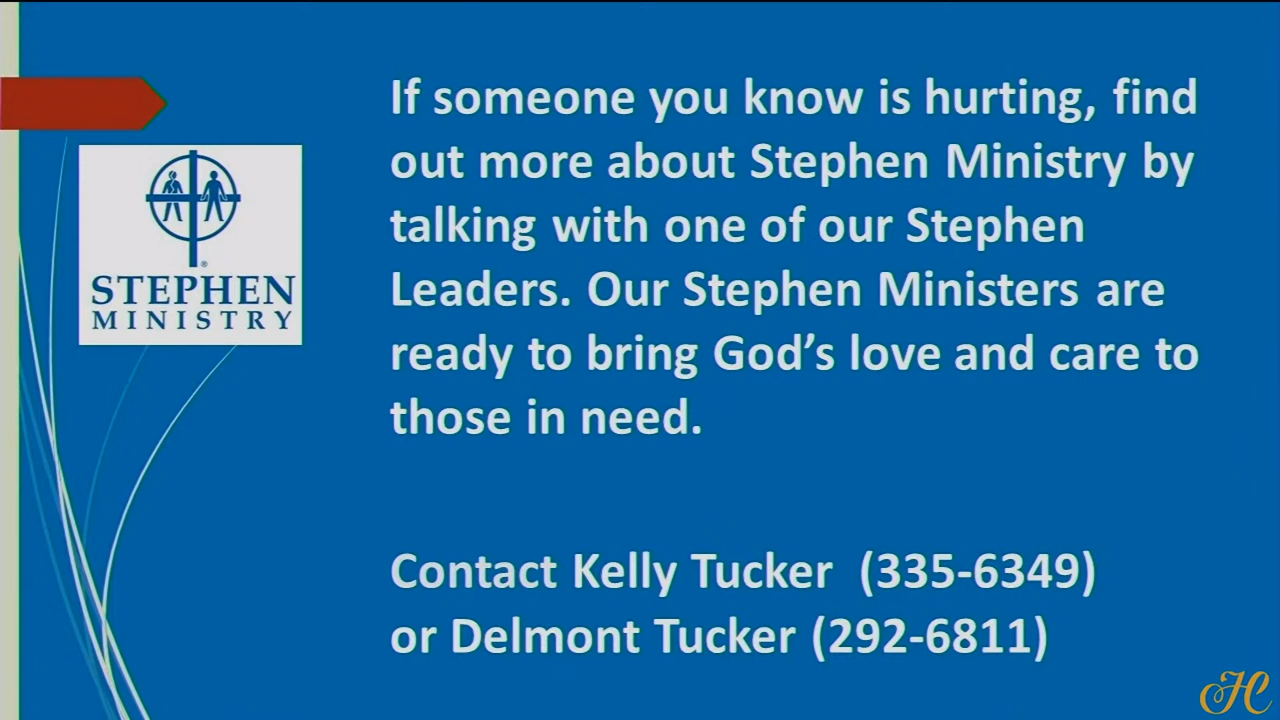 If someone you know is hurting, find
out more about Stephen Ministry by
talking with one of our Stephen
Leaders. Our Stephen Ministers are
ready to bring God’s love and care to
those in need.
Contact Kelly Tucker (335-6349)
or Delmont Tucker (292-6811)
STEPHEN
MINISTRY
®
H